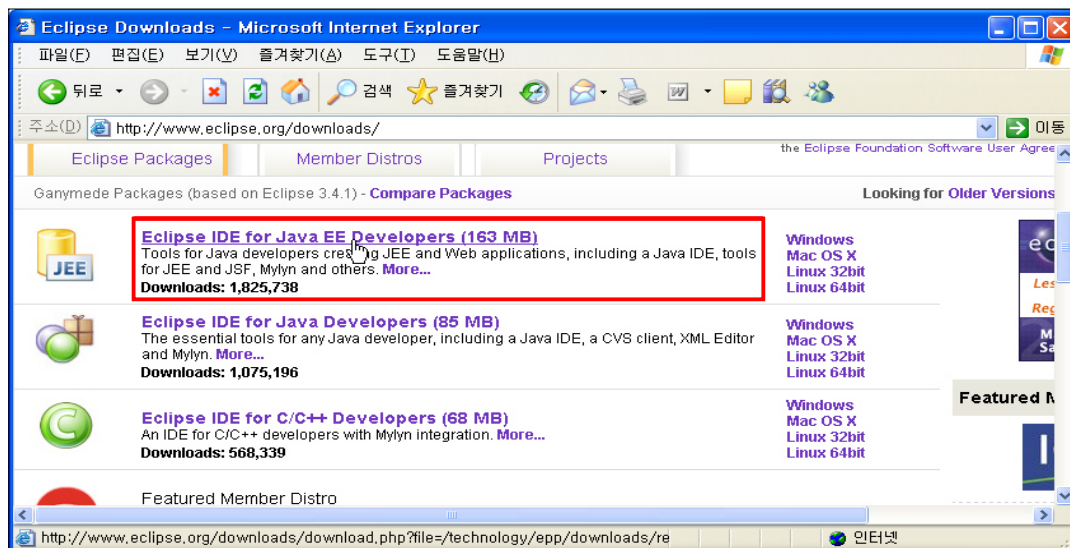 Eclipse Downloads - Microsoft Internet Explorer
파일(F) 편집(E) 보기(V) 즐겨찾기(A) 도구(T) 도움말(H)
뒤로 검색 즐겨찾기
주소(D) http://www.eclipse.org/downloads/ 이동
the Eclipse Foundation Software User Agree
Eclipse Packages Member Distros Projects
Ganymede Packages (based on Eclipse 3.4.1) - Compare Packages Looking for Older Versions
JEE
Eclipse IDE for Java EE Developers (163 MB)
Tools for Java developers creating JEE and Web applications, including a Java IDE, tools
for JEE and JSF, Mylyn and others. More...
Downloads: 1,825,738
Windows
Mac OS X
Linux 32bit
Linux 64bit
Eclipse IDE for Java Developers (85 MB)
The essential tools for any Java developer, including a Java IDE, a CVS client, XML Editor
and Mylyn. More...
Downloads: 1,075,196
Windows
Mac OS X
Linux 32bit
Linux 64bit
Eclipse IDE for C/C++ Developers (68 MB)
An IDE for C/C++ developers with Mylyn integration. More...
Downloads: 568,339
Windows
Mac OS X
Linux 32bit
Linux 64bit
Featured Member Distro
http://www.eclipse.org/downloads/download.php?file=/technology/epp/downloads/re 인터넷